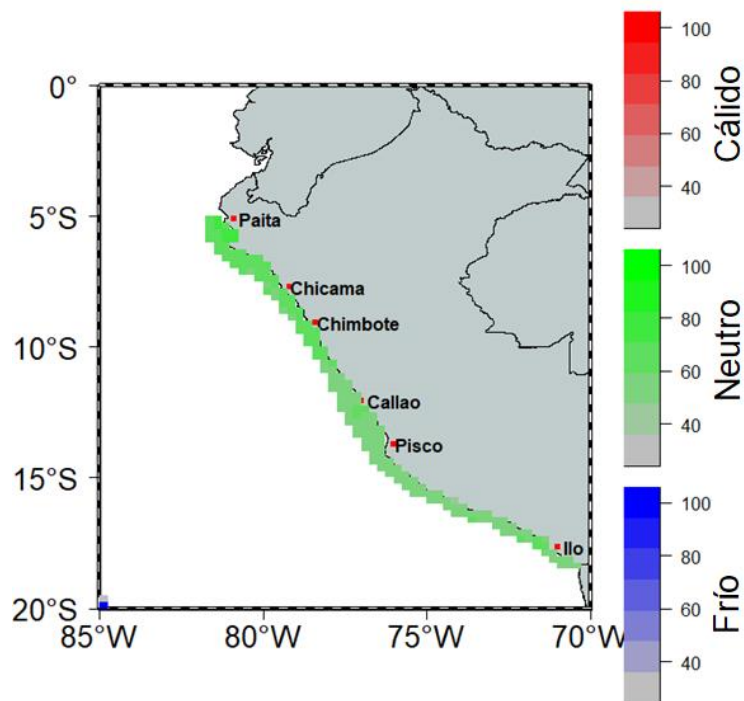 0°
5°S
10°S
15°S
20°S
85°W
80°W
75°W
70°W
Paita
Chicama
Chimbote
Callao
Pisco
Ilo
100
80
60
40
Cálido
100
80
60
40
Neutro
100
80
60
40
Frío